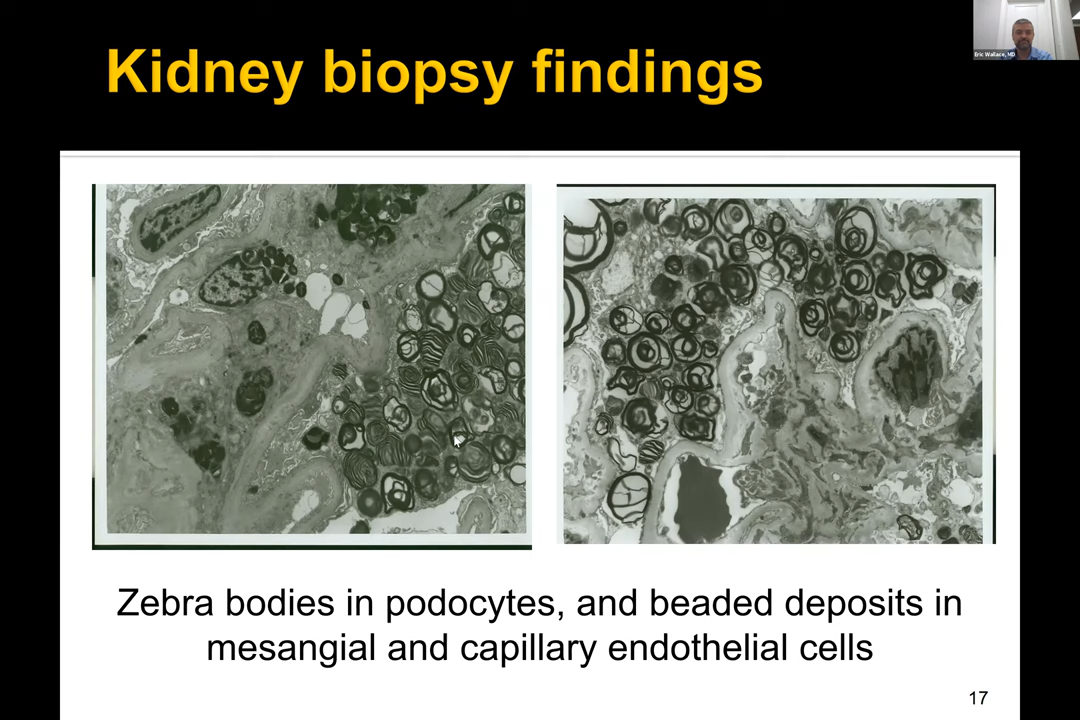 Kidney biopsy findings
Eric Wallace, MD
Zebra bodies in podocytes, and beaded deposits in
mesangial and capillary endothelial cells
17